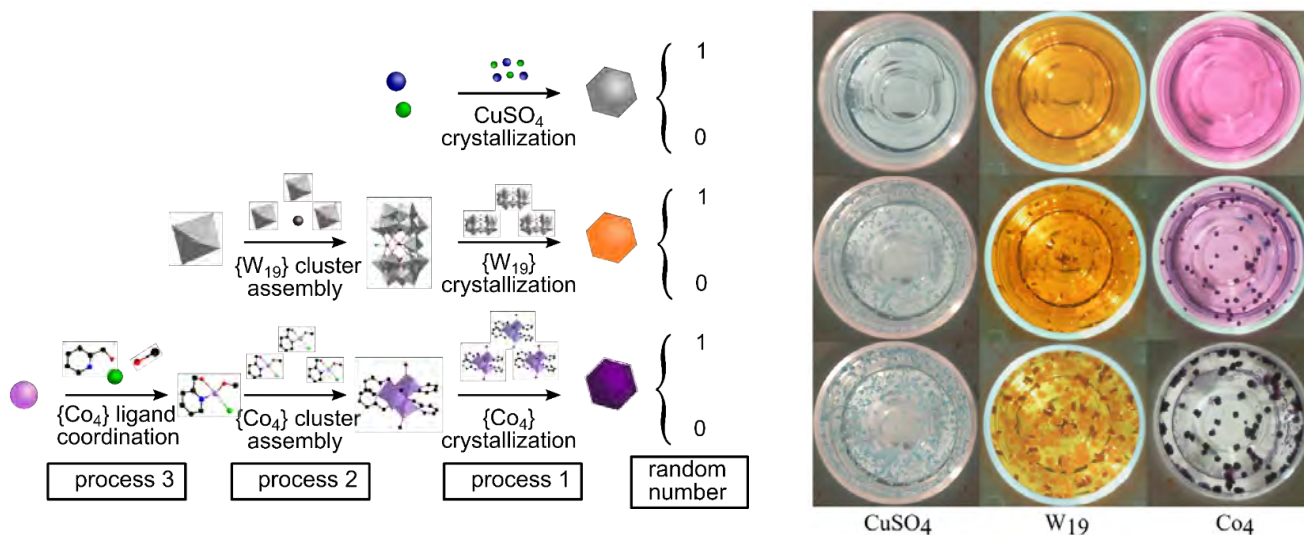 1
CuSO4
crystallization
0
1
{W19} cluster
assembly
{W19}
crystallization
0
1
{Co4} ligand
coordination
{Co4} cluster
assembly
{Co4}
crystallization
0
process 3
process 2
process 1
random
number
CuSO4
W19
Co4